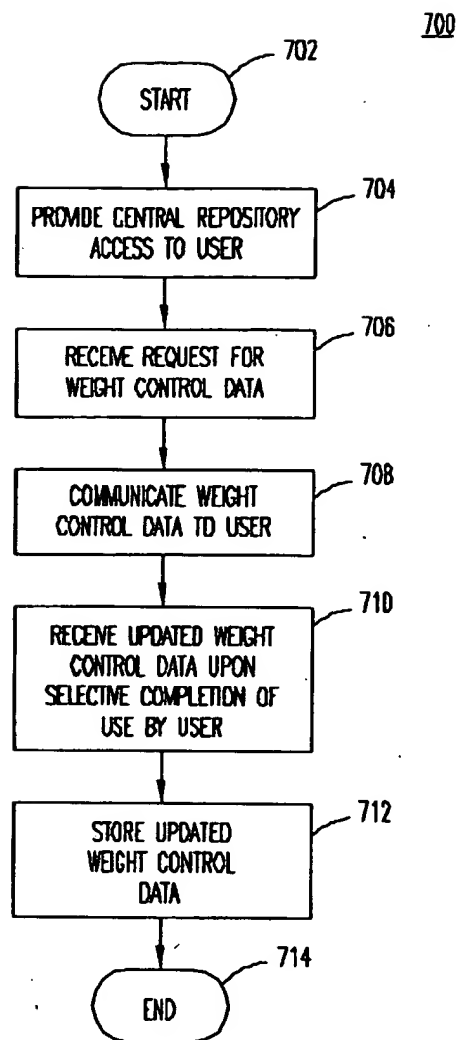 700
702
START
704
PROVIDE CENTRAL REPOSITORY
ACCESS TO USER
706
RECEIVE REQUEST FOR
WEIGHT CONTROL DATA
708
COMMUNICATE WEIGHT
CONTROL DATA TO USER
710
RECEIVE UPDATED WEIGHT
CONTROL DATA UPON
SELECTIVE COMPLETION OF
USE BY USER
712
STORE UPDATED
WEIGHT CONTROL
DATA
714
END